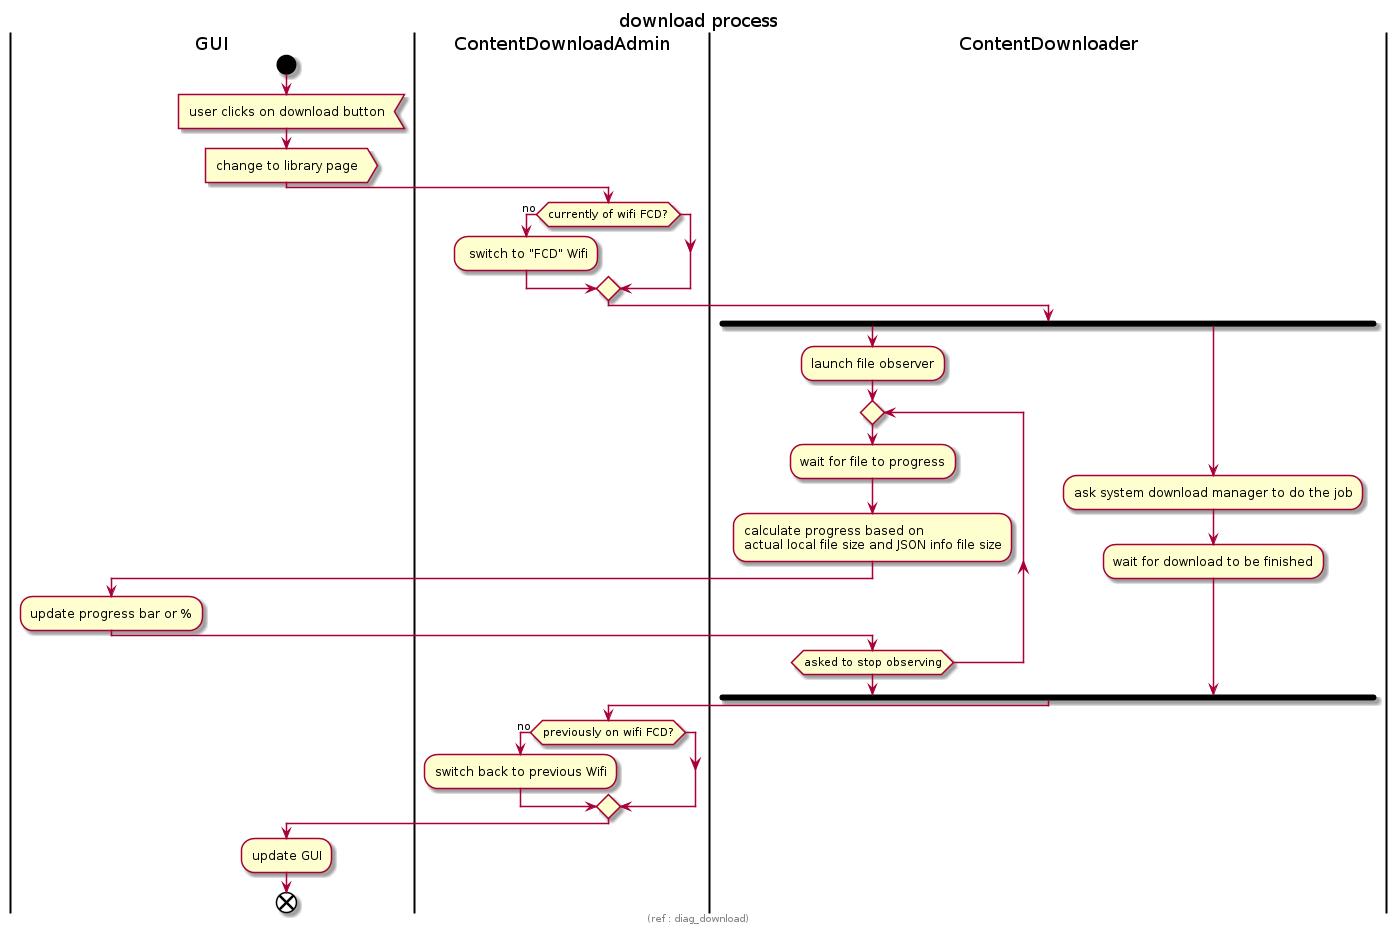 download process
GUI
ContentDownloadAdmin
ContentDownloader
user clicks on download button
change to library page
no
currently of wifi FCD?
switch to "FCD" Wifi
launch file observer
wait for file to progress
ask system download manager to do the job
calculate progress based on
actual local file size and JSON info file size
wait for download to be finished
update progress bar or %
asked to stop observing
no
previously on wifi FCD?
switch back to previous Wifi
update GUI
(ref : diag_download)